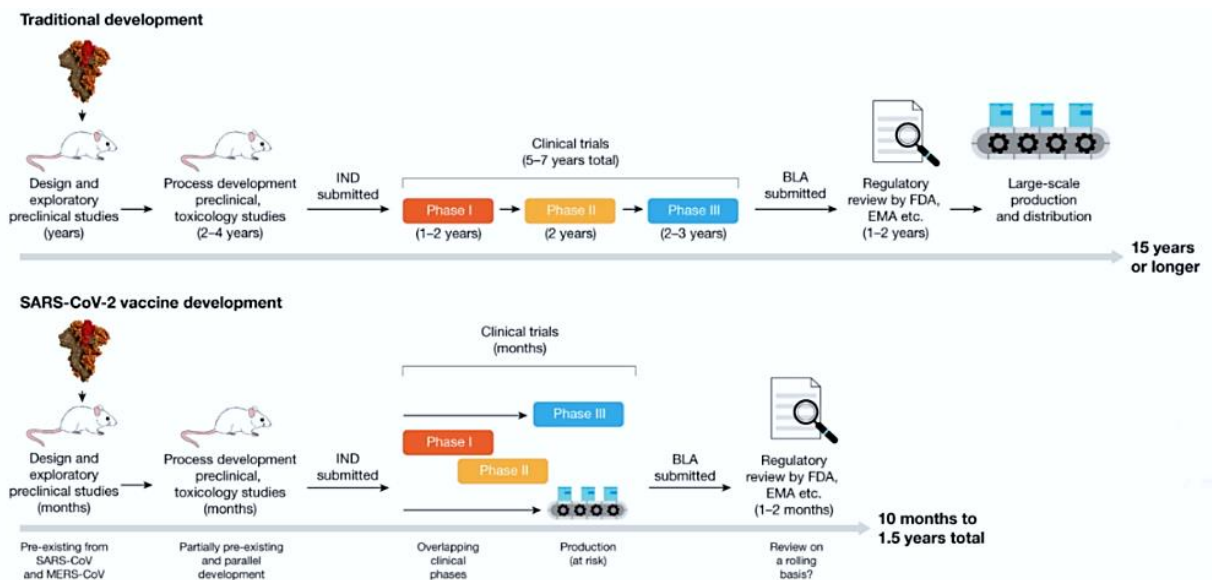 Traditional development
Design and
exploratory
preclinical studies
(years)
Process development
preclinical,
toxicology studies
(2–4 years)
IND
submitted
Clinical trials
(5–7 years total)
Phase I
(1–2 years)
Phase II
(2 years)
Phase III
(2–3 years)
BLA
submitted
Regulatory
review by FDA,
EMA etc.
(1–2 years)
Large-scale
production
and distribution
15 years
or longer
SARS-CoV-2 vaccine development
Design and
exploratory
preclinical studies
(months)
Process development
preclinical,
toxicology studies
(months)
IND
submitted
Clinical trials
(months)
Phase III
Phase I
Phase II
BLA
submitted
Regulatory
review by FDA,
EMA etc.
(1–2 months)
10 months to
1.5 years total
Pre-existing from
SARS-CoV
and MERS-CoV
Partially pre-existing
and parallel
development
Overlapping
clinical
phases
Production
(at risk)
Review on
a rolling
basis?